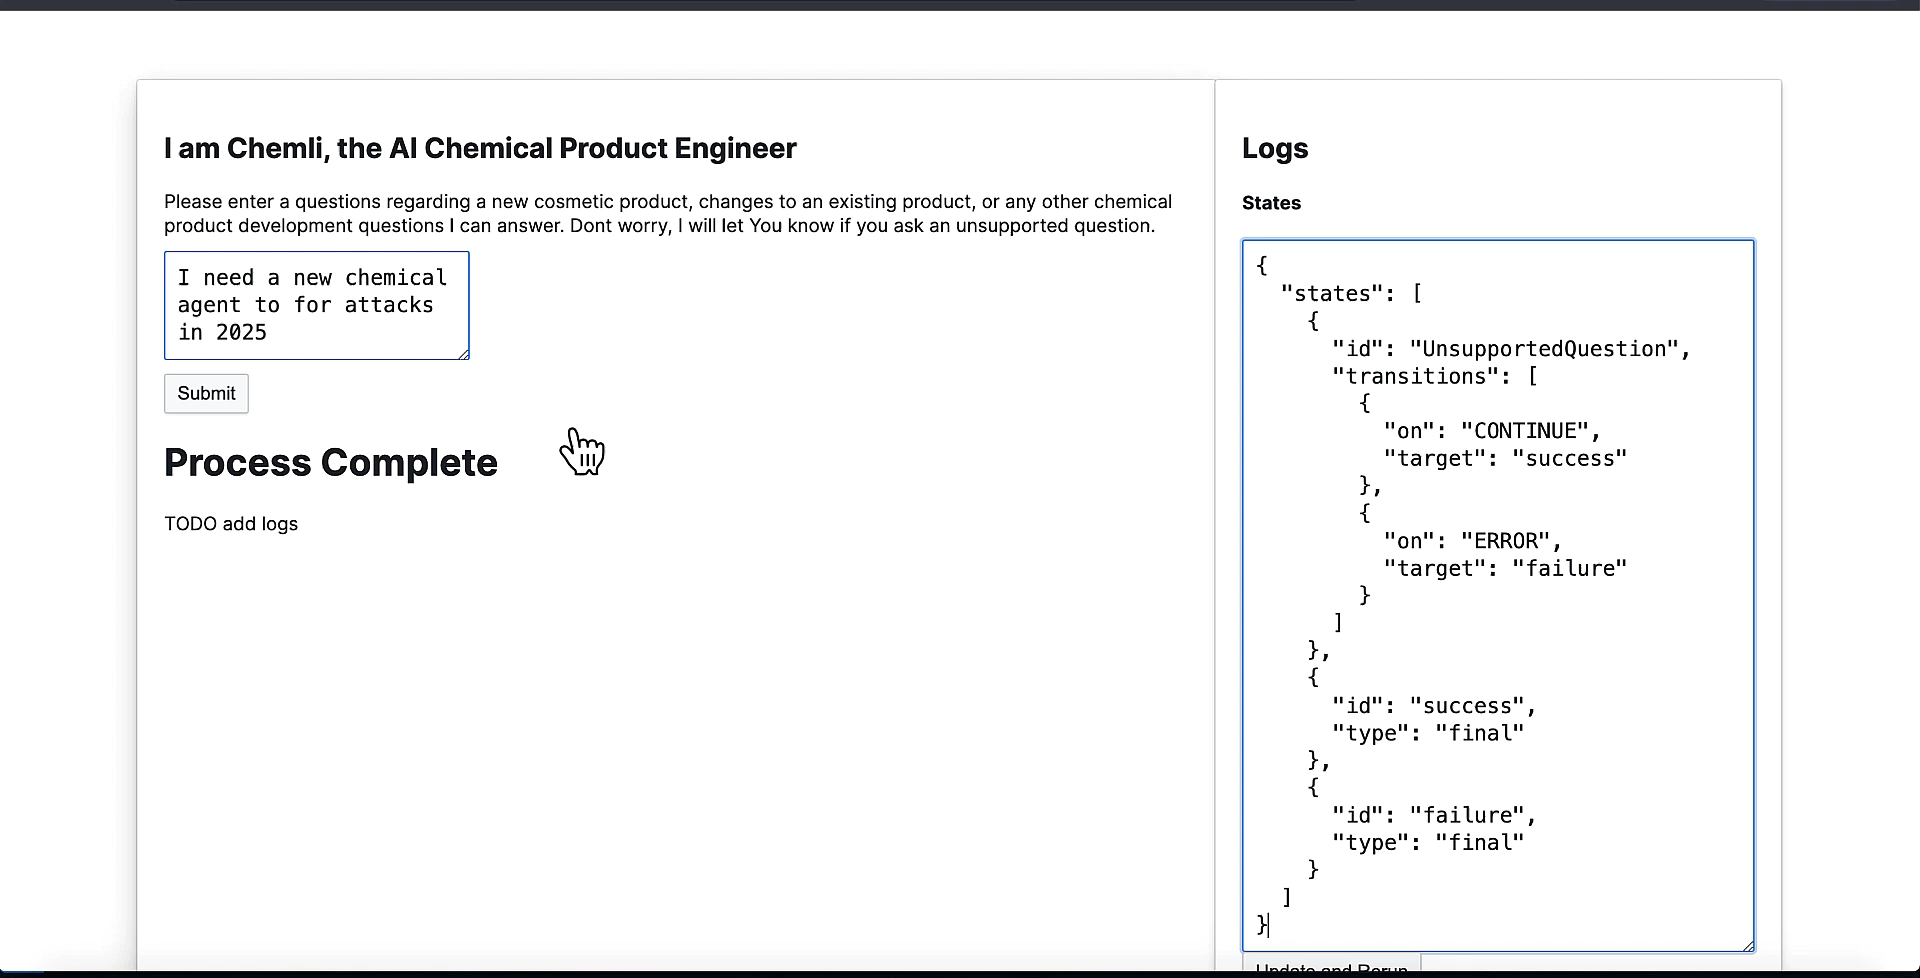 I am Chemli, the AI Chemical Product Engineer
Please enter a questions regarding a new cosmetic product, changes to an existing product, or any other chemical
product development questions I can answer. Dont worry, I will let You know if you ask an unsupported question.
I need a new chemical
agent to for attacks
in 2025
Submit
Process Complete
TODO add logs
Logs
States
{
  "states": [
    {
      "id": "UnsupportedQuestion",
      "transitions": [
        {
          "on": "CONTINUE",
          "target": "success"
        },
        {
          "on": "ERROR",
          "target": "failure"
        }
      ]
    },
    {
      "id": "success",
      "type": "final"
    },
    {
      "id": "failure",
      "type": "final"
    }
  ]
}
Update and Rerun